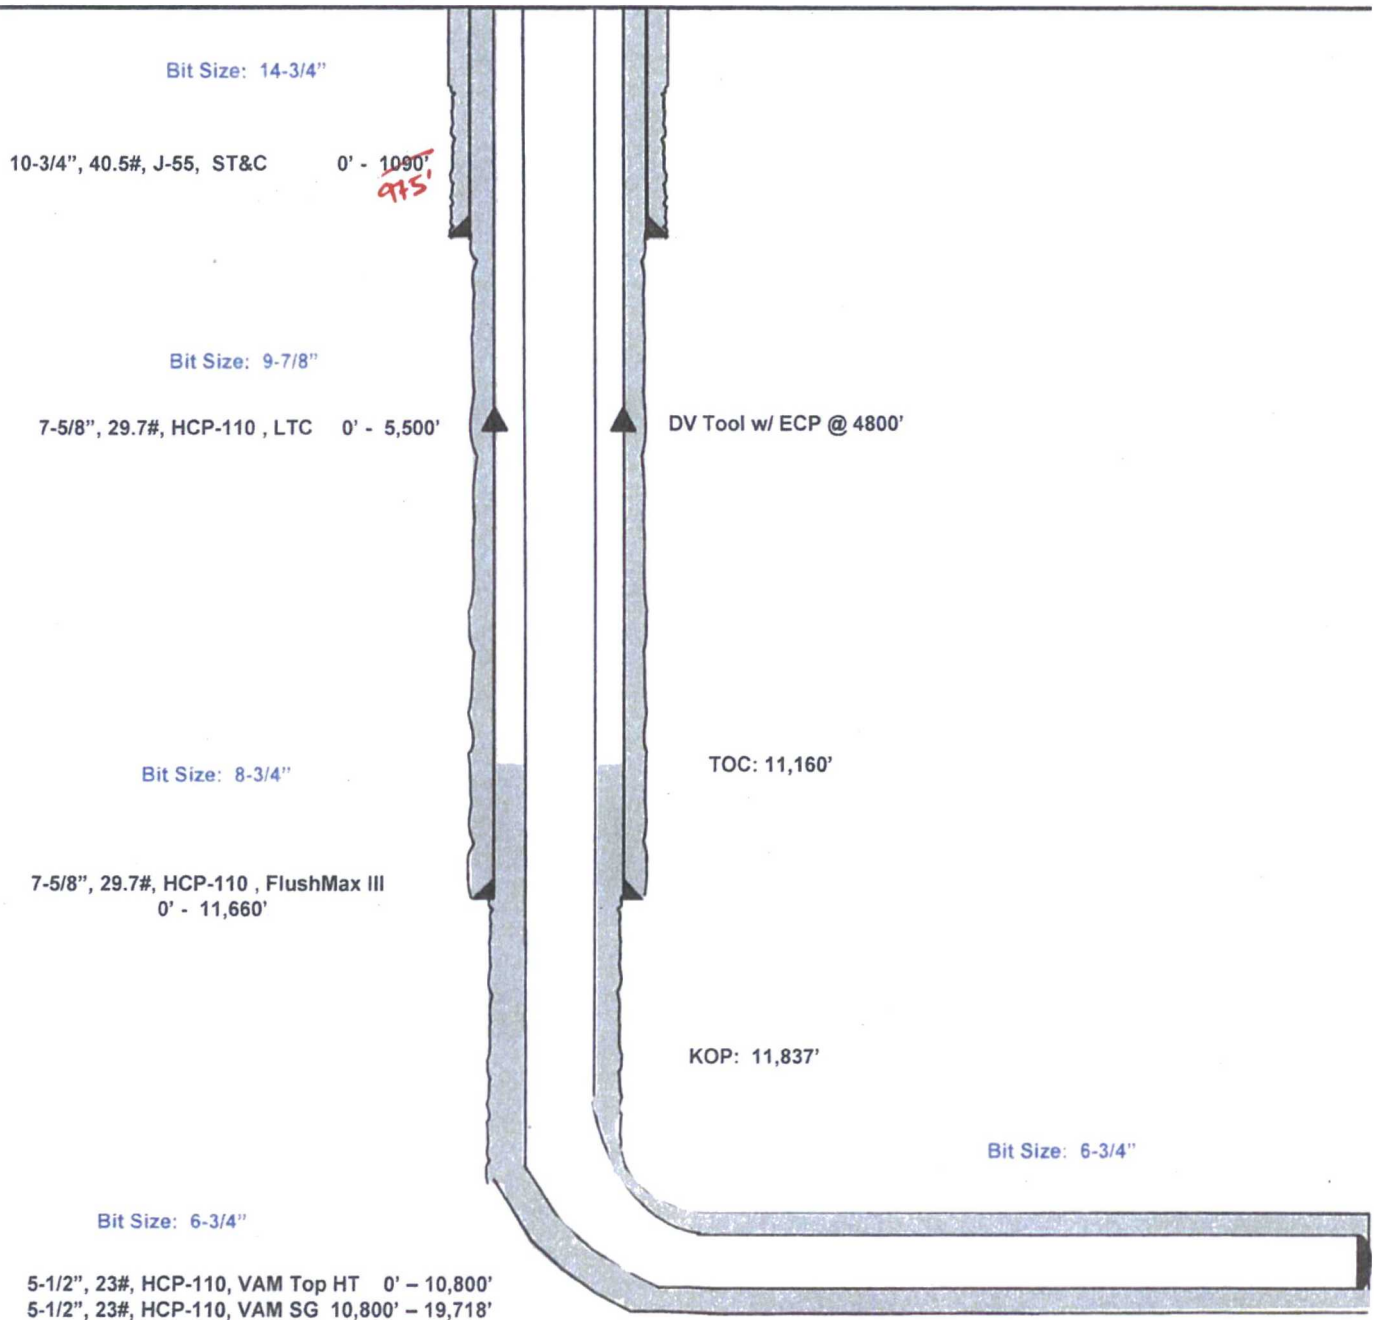 Bit Size: 14-3/4”
10-3/4”, 40.5#, J-55, ST&C 0’ - 1090’
975'
Bit Size: 9-7/8”
7-5/8”, 29.7#, HCP-110 , LTC 0’ - 5,500’
DV Tool w/ ECP @ 4800’
Bit Size: 8-3/4”
TOC: 11,160’
7-5/8”, 29.7#, HCP-110 , FlushMax III
0’ - 11,660’
KOP: 11,837’
Bit Size: 6-3/4”
Bit Size: 6-3/4”
5-1/2”, 23#, HCP-110, VAM Top HT 0’ – 10,800’
5-1/2”, 23#, HCP-110, VAM SG 10,800’ – 19,718’